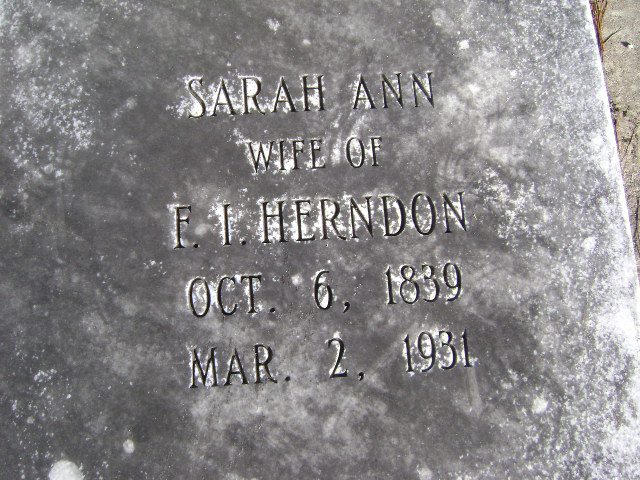 SARAH ANN
WIFE OF
F. I. HERNDON
OCT. 6, 1839
MAR. 2, 1931